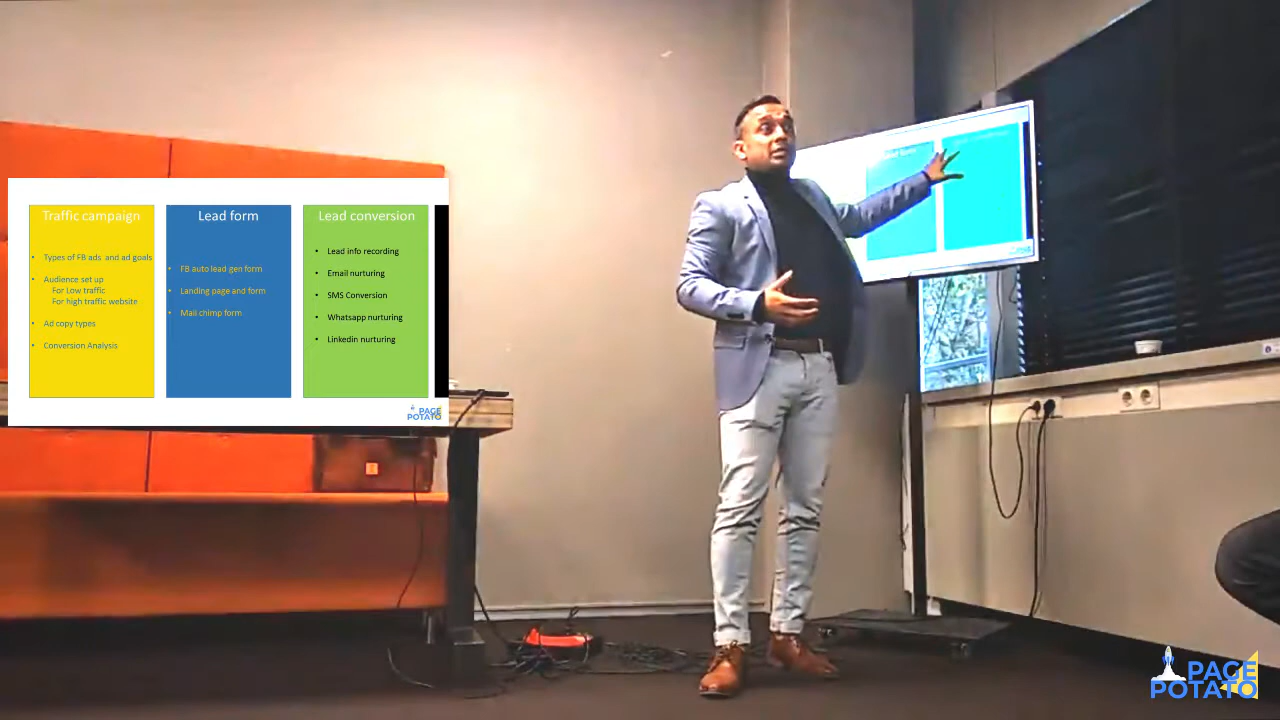 Traffic campaign
• Types of FB ads and ad goals
• Audience set up
For Low traffic
For high traffic website
• Ad copy types
• Conversion Analysis
Lead form
• FB auto lead gen form
• Landing page and form
• Mail chimp form
Lead conversion
• Lead info recording
• Email nurturing
• SMS Conversion
• Whatsapp nurturing
• Linkedin nurturing
PAGE
POTATO
PAGE
POTATO